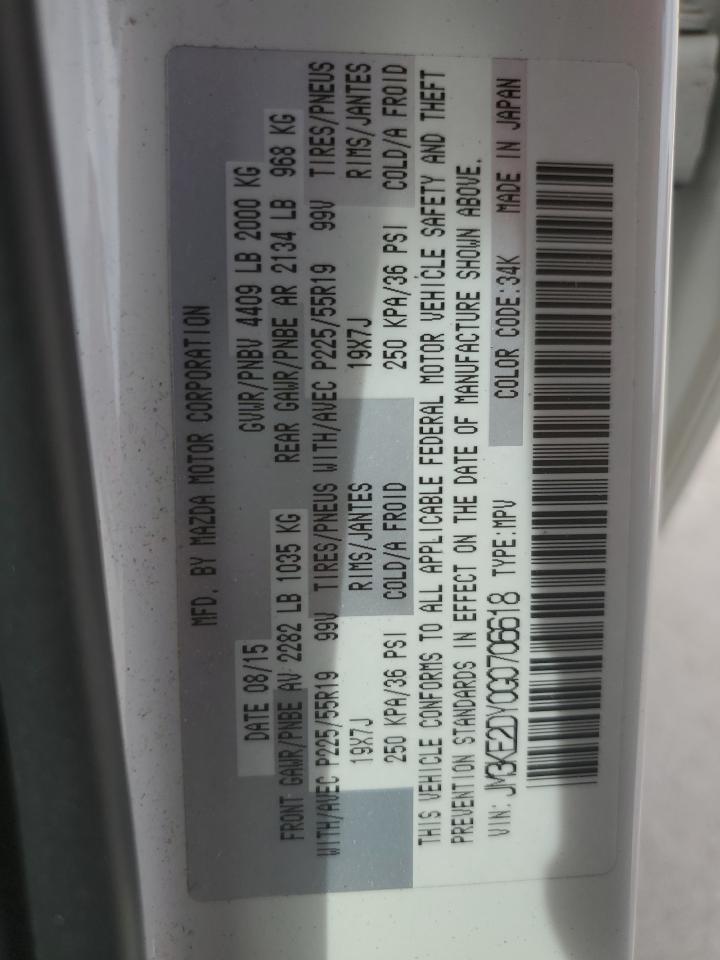 MFD. BY MAZDA MOTOR CORPORATION
DATE 08/15 GVWR/PNBV 4409 LB 2000 KG
FRONT GAWR/PNBE AV 2282 LB 1035 KG REAR GAWR/PNBE AR 2134 LB 968 KG
WITH/AVEC P225/55R19 99V TIRES/PNEUS WITH/AVEC P225/55R19 99V TIRES/PNEUS
19X7J RIMS/JANTES 19X7J RIMS/JANTES
250 KPA/36 PSI COLD/A FROID 250 KPA/36 PSI COLD/A FROID
THIS VEHICLE CONFORMS TO ALL APPLICABLE FEDERAL MOTOR VEHICLE SAFETY AND THEFT
PREVENTION STANDARDS IN EFFECT ON THE DATE OF MANUFACTURE SHOWN ABOVE.
VIN: JM3KE2DY0G0706618 TYPE:MPV COLOR CODE:34K MADE IN JAPAN